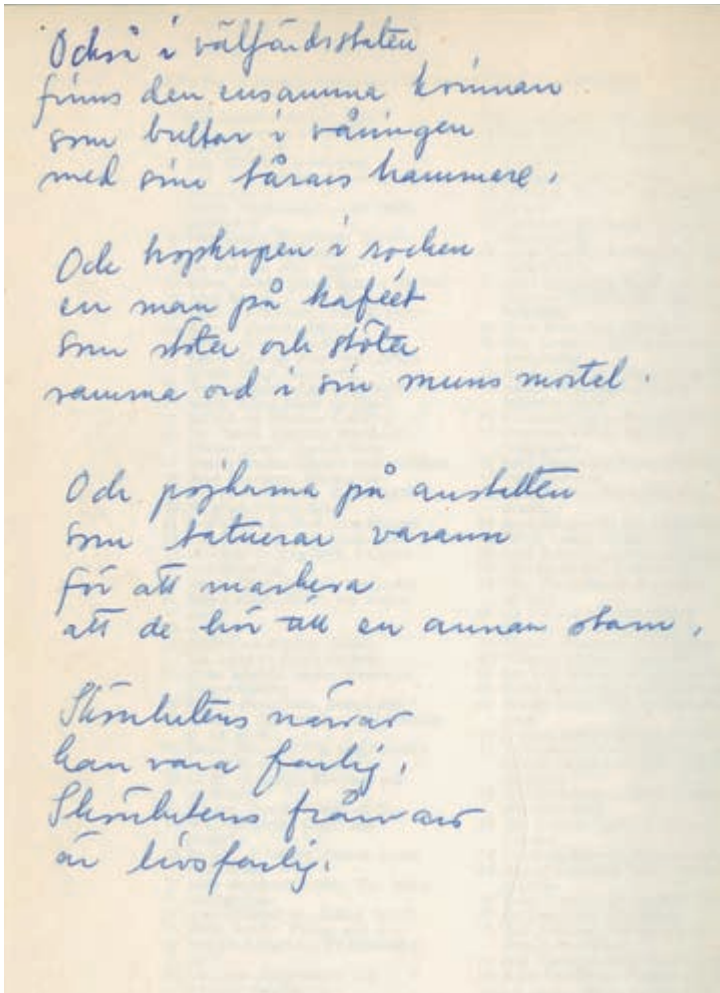 Också i välfärdsstaten
finns den ensamma kvinnan
som bultar i våningen
med sina tårars hammare.
Och hopkrupen i rocken
en man på kaféet
som stöter och stöter
samma ord i sin muns mortel.
Och pojkarna på anstalten
som tatuerar varann
för att markera
att de hör till en annan stam.
Skönhetens närvar
kan vara farlig.
Skönhetens frånvaro
är livsfarlig.